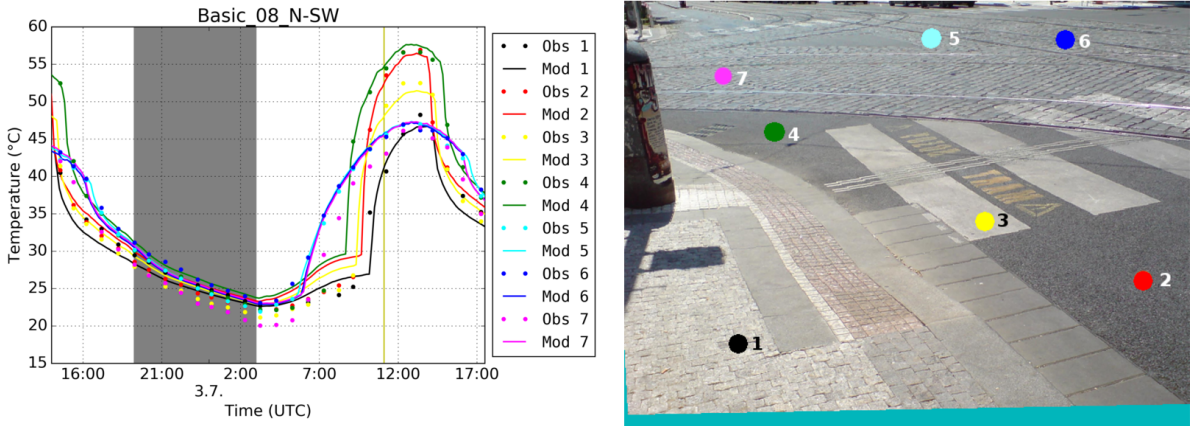 Basic_08_N-SW
60
55
50
45
40
35
30
25
20
15
Temperature (°C)
16:00 21:00 2:00 7:00 12:00 17:00
3.7.
Time (UTC)
Obs 1
Mod 1
Obs 2
Mod 2
Obs 3
Mod 3
Obs 4
Mod 4
Obs 5
Mod 5
Obs 6
Mod 6
Obs 7
Mod 7
5
6
7
4
3
TRAM
2
1